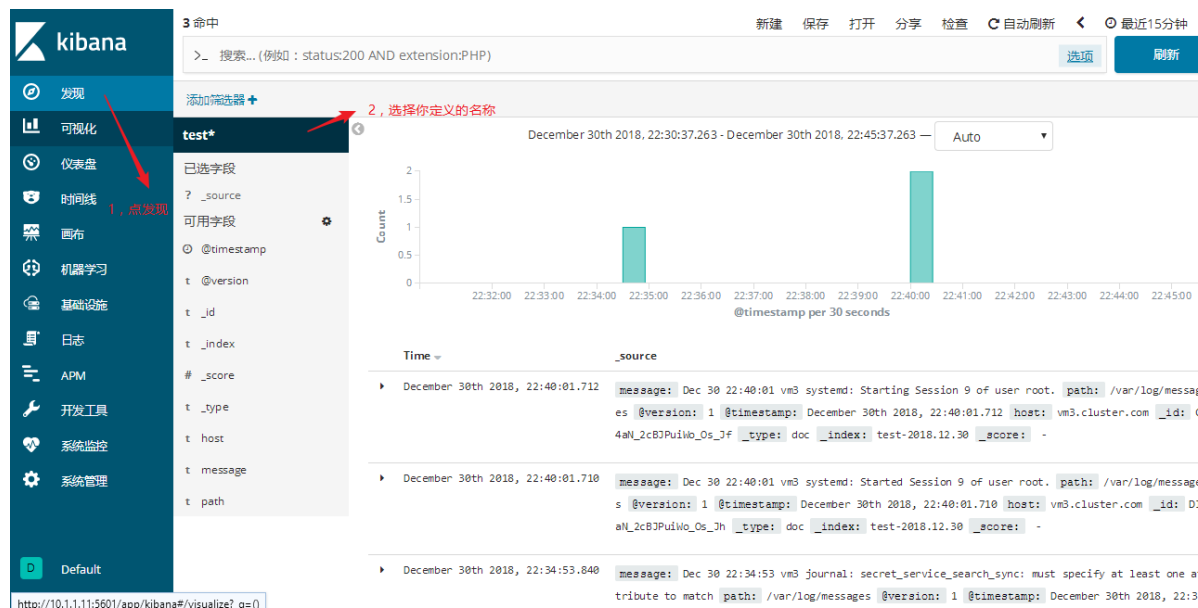 kibana
发现
可视化
仪表盘
时间线
画布
机器学习
基础设施
日志
APM
开发工具
系统监控
系统管理
D Default
http://10.1.1.11:5601/app/kibana#/visualize?_g=()
1，点发现
3 命中
新建 保存 打开 分享 检查 自动刷新 最近15分钟
>_ 搜索... (例如：status:200 AND extension:PHP) 选项 刷新
添加筛选器
2，选择你定义的名称
test*
已选字段
? _source
可用字段
@timestamp
t @version
t _id
t _index
# _score
t _type
t host
t message
t path
December 30th 2018, 22:30:37.263 - December 30th 2018, 22:45:37.263 — Auto
2
1.5
1
0.5
0
Count
22:32:00 22:33:00 22:34:00 22:35:00 22:36:00 22:37:00 22:38:00 22:39:00 22:40:00 22:41:00 22:42:00 22:43:00 22:44:00 22:45:00
@timestamp per 30 seconds
Time _source
December 30th 2018, 22:40:01.712 message: Dec 30 22:40:01 vm3 systemd: Starting Session 9 of user root. path: /var/log/messag
es @version: 1 @timestamp: December 30th 2018, 22:40:01.712 host: vm3.cluster.com _id:
4aN_2cBJPuiWo_Os_Jf _type: doc _index: test-2018.12.30 _score: -
December 30th 2018, 22:40:01.710 message: Dec 30 22:40:01 vm3 systemd: Started Session 9 of user root. path: /var/log/message
s @version: 1 @timestamp: December 30th 2018, 22:40:01.710 host: vm3.cluster.com _id:
aN_2cBJPuiWo_Os_Jh _type: doc _index: test-2018.12.30 _score: -
December 30th 2018, 22:34:53.840 message: Dec 30 22:34:53 vm3 journal: secret_service_search_sync: must specify at least one a
tribute to match path: /var/log/messages @version: 1 @timestamp: December 30th 2018, 22:3